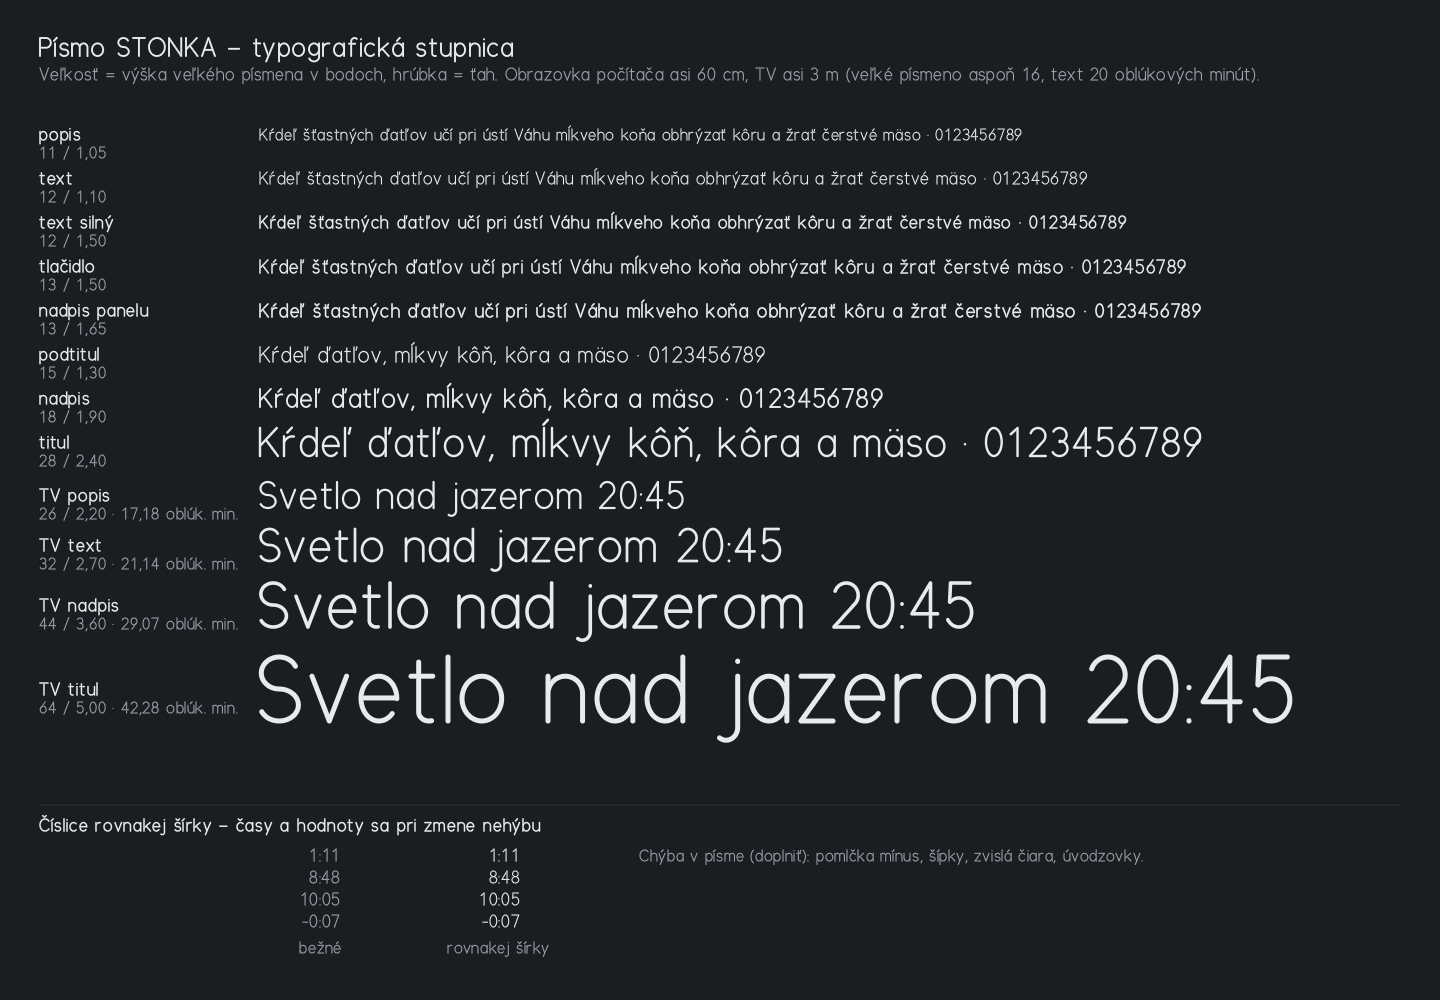 Písmo STONKA – typografická stupnica
Veľkosť = výška veľkého písmena v bodoch, hrúbka = ťah. Obrazovka počítača asi 60 cm, TV asi 3 m (veľké písmeno aspoň 16, text 20 oblúkových minút).
popis
Kŕdeľ šťastných ďatľov učí pri ústí Váhu mĺkveho koňa obhrýzať kôru a žrať čerstvé mäso · 0123456789
11 / 1,05
text
Kŕdeľ šťastných ďatľov učí pri ústí Váhu mĺkveho koňa obhrýzať kôru a žrať čerstvé mäso · 0123456789
12 / 1,10
text silný
Kŕdeľ šťastných ďatľov učí pri ústí Váhu mĺkveho koňa obhrýzať kôru a žrať čerstvé mäso · 0123456789
12 / 1,50
tlačidlo
Kŕdeľ šťastných ďatľov učí pri ústí Váhu mĺkveho koňa obhrýzať kôru a žrať čerstvé mäso · 0123456789
13 / 1,50
nadpis panelu
Kŕdeľ šťastných ďatľov učí pri ústí Váhu mĺkveho koňa obhrýzať kôru a žrať čerstvé mäso · 0123456789
13 / 1,65
podtitul
Kŕdeľ ďatľov, mĺkvy kôň, kôra a mäso · 0123456789
15 / 1,30
nadpis
Kŕdeľ ďatľov, mĺkvy kôň, kôra a mäso · 0123456789
18 / 1,90
titul
Kŕdeľ ďatľov, mĺkvy kôň, kôra a mäso · 0123456789
28 / 2,40
TV popis
Svetlo nad jazerom 20:45
26 / 2,20 · 17,18 oblúk. min.
TV text
Svetlo nad jazerom 20:45
32 / 2,70 · 21,14 oblúk. min.
TV nadpis
Svetlo nad jazerom 20:45
44 / 3,60 · 29,07 oblúk. min.
TV titul
Svetlo nad jazerom 20:45
64 / 5,00 · 42,28 oblúk. min.
Číslice rovnakej šírky – časy a hodnoty sa pri zmene nehýbu
1:11 1:11
8:48 8:48
10:05 10:05
-0:07 -0:07
bežné rovnakej šírky
Chýba v písme (doplniť): pomlčka mínus, šípky, zvislá čiara, úvodzovky.